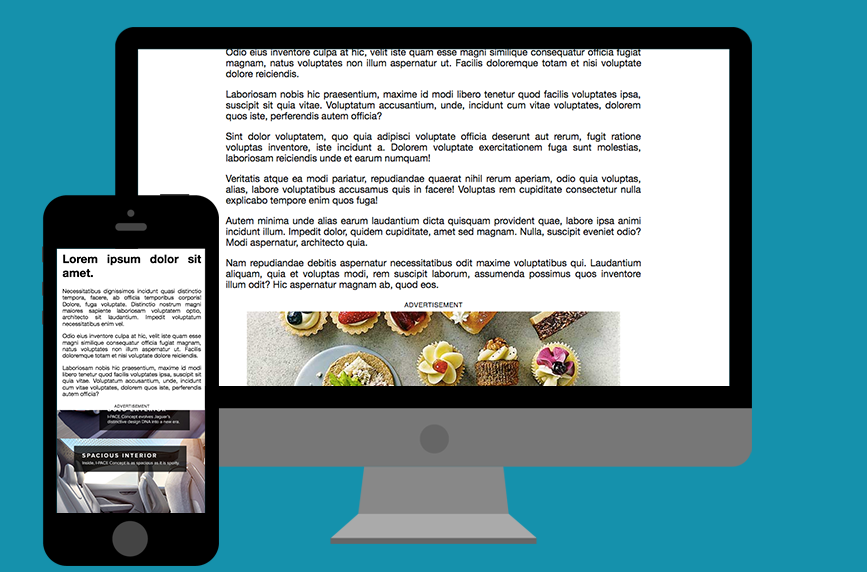 Odio eius inventore culpa at hic, velit iste quam esse magni similique consequatur officia fugiat
magnam, natus voluptates non illum aspernatur ut. Facilis doloremque totam et nisi voluptate
dolore reiciendis.
Laboriosam nobis hic praesentium, maxime id modi libero tenetur quod facilis voluptates ipsa,
suscipit sit quia vitae. Voluptatum accusantium, unde, incidunt cum vitae voluptates, dolorem
quos iste, perferendis autem officia?
Sint dolor voluptatem, quo quia adipisci voluptate officia deserunt aut rerum, fugit ratione
voluptas inventore, iste incidunt a. Dolorem voluptate exercitationem fuga sunt molestias,
laboriosam reiciendis unde et earum numquam!
Veritatis atque ea modi pariatur, repudiandae quaerat nihil rerum aperiam, odio quia voluptas,
alias, labore voluptatibus accusamus quis in facere! Voluptas rem cupiditate consectetur nulla
explicabo tempore enim quos fuga!
Autem minima unde alias earum laudantium dicta quisquam provident quae, labore ipsa animi
incidunt illum. Impedit dolor, quidem cupiditate, amet sed magnam. Nulla, suscipit eveniet odio?
Modi aspernatur, architecto quia.
Nam repudiandae debitis aspernatur necessitatibus odit maxime voluptatibus qui. Laudantium
aliquam, quia et voluptas modi, rem suscipit laborum, assumenda possimus quos inventore
illum odit? Hic aspernatur magnam ab, quod eos.
ADVERTISEMENT
Lorem ipsum dolor sit
amet.
Necessitatibus dignissimos incidunt quasi distinctio
tempora, facere, ab officia temporibus corporis!
Dolore, fuga voluptate. Distinctio nostrum magni
maiores sapiente laboriosam voluptatem optio,
architecto sit laudantium. Impedit voluptatum
necessitatibus enim vel.
Odio eius inventore culpa at hic, velit iste quam esse
magni similique consequatur officia fugiat magnam,
natus voluptates non illum aspernatur ut. Facilis
doloremque totam et nisi voluptate dolore reiciendis.
Laboriosam nobis hic praesentium, maxime id modi
libero tenetur quod facilis voluptates ipsa, suscipit sit
quia vitae. Voluptatum accusantium, unde, incidunt
cum vitae voluptates, dolorem quos iste, perferendis
autem officia?
ADVERTISEMENT
I-PACE Concept evolves Jaguar's
distinctive design DNA into a new era.
SPACIOUS INTERIOR
Inside, I-PACE Concept is as spacious as it is sporty.